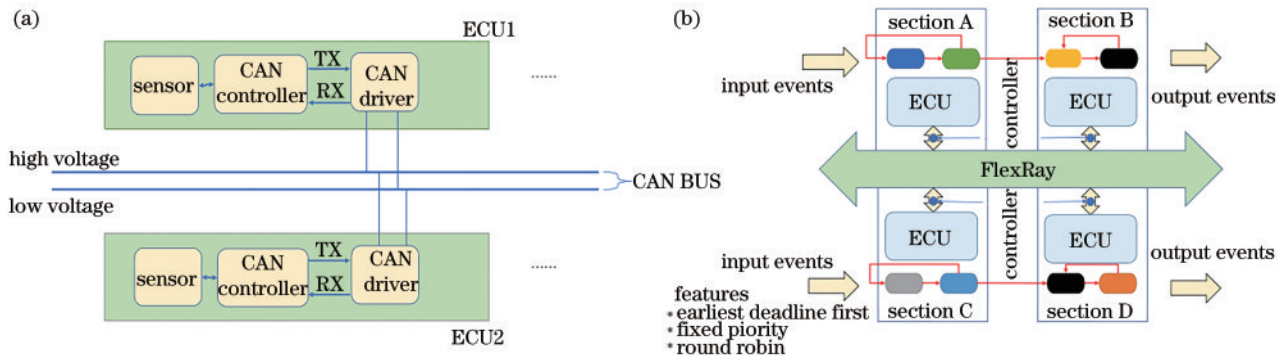 (a)
ECU1
sensor
CAN
controller
TX
RX
CAN
driver
......
high voltage
low voltage
CAN BUS
sensor
CAN
controller
TX
RX
CAN
driver
......
ECU2
(b)
section A
section B
input events
ECU
controller
ECU
output events
FlexRay
input events
ECU
controller
ECU
output events
features
* earliest deadline first
* fixed piority
* round robin
section C
section D